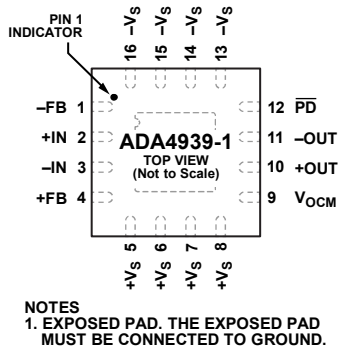 PIN 1
INDICATOR
16 –VS
15 –VS
14 –VS
13 –VS
–FB 1
+IN 2
–IN 3
+FB 4
ADA4939-1
TOP VIEW
(Not to Scale)
12 PD
11 –OUT
10 +OUT
9 VOCM
+VS 5
+VS 6
+VS 7
+VS 8
NOTES
1. EXPOSED PAD. THE EXPOSED PAD
MUST BE CONNECTED TO GROUND.